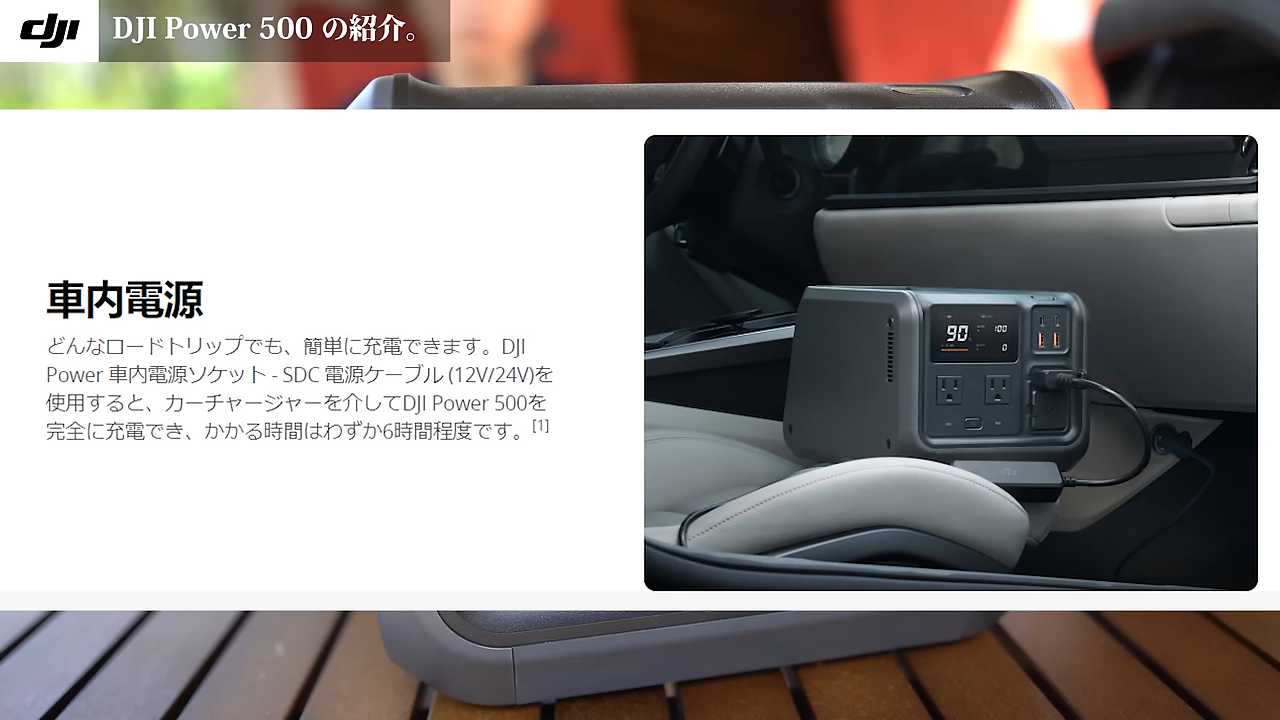 dji DJI Power 500 の紹介。
車内電源
どんなロードトリップでも、簡単に充電できます。DJI
Power 車内電源ソケット - SDC 電源ケーブル (12V/24V)を
使用すると、カーチャージャーを介してDJI Power 500を
完全に充電でき、かかる時間はわずか6時間程度です。[1]
90
100
0